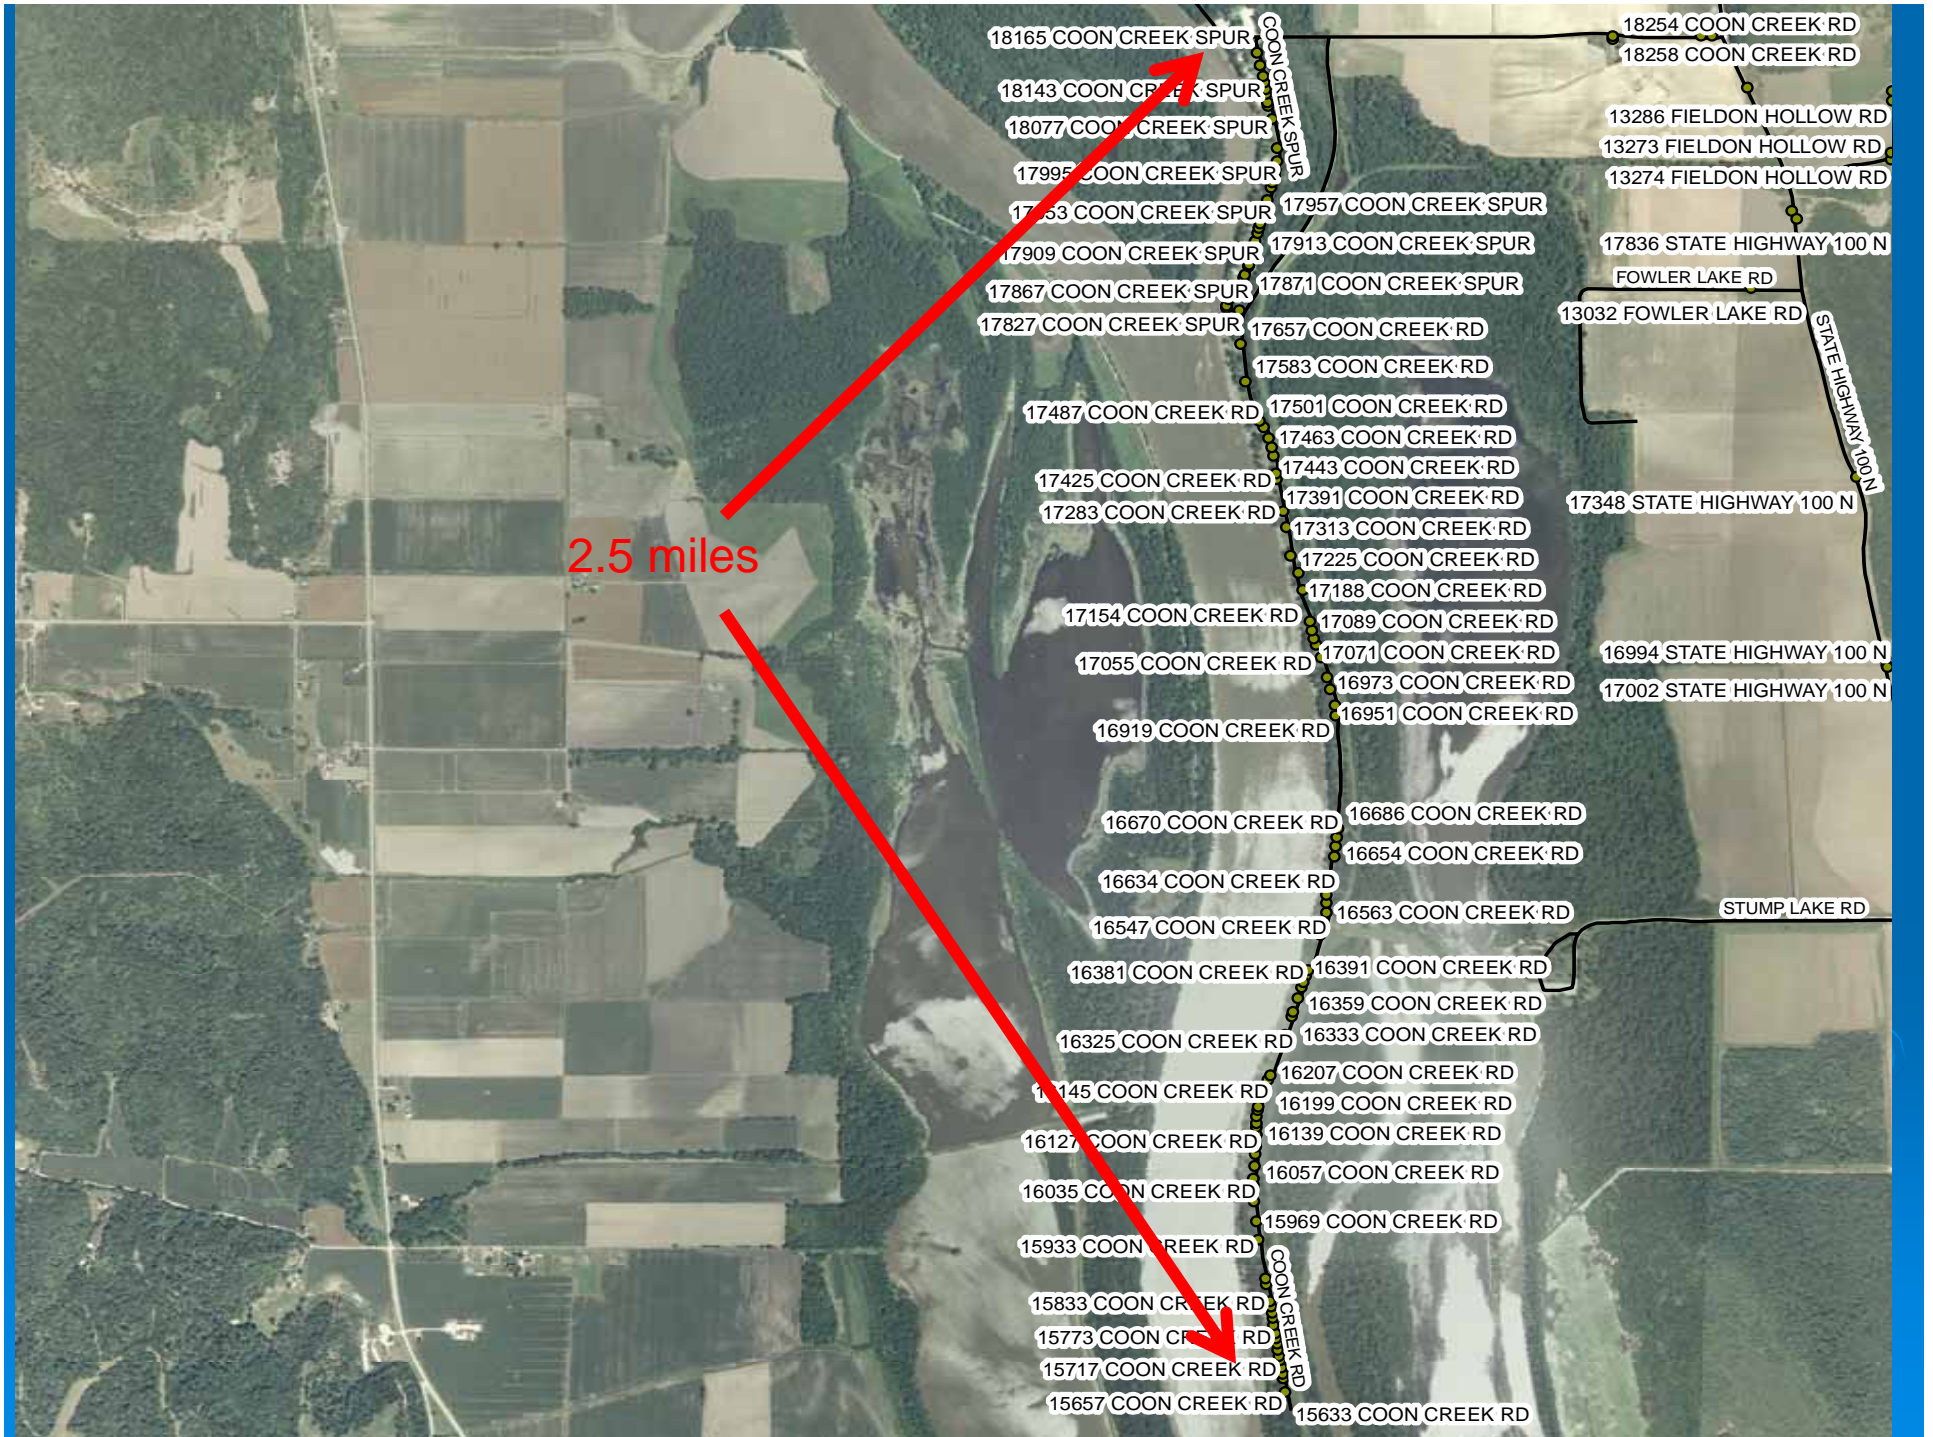 18165 COON CREEK SPUR
COON CREEK SPUR
18254 COON CREEK RD
18258 COON CREEK RD
18143 COON CREEK SPUR
13286 FIELDON HOLLOW RD
18077 COON CREEK SPUR
13273 FIELDON HOLLOW RD
17995 COON CREEK SPUR
13274 FIELDON HOLLOW RD
COON CREEK SPUR
17957 COON CREEK SPUR
17909 COON CREEK SPUR
17913 COON CREEK SPUR
17836 STATE HIGHWAY 100 N
17867 COON CREEK SPUR
17871 COON CREEK SPUR
FOWLER LAKE RD
13032 FOWLER LAKE RD
17827 COON CREEK SPUR
17657 COON CREEK RD
STATE HIGHWAY 100 N
17583 COON CREEK RD
17487 COON CREEK RD
17501 COON CREEK RD
17463 COON CREEK RD
17443 COON CREEK RD
17425 COON CREEK RD
17391 COON CREEK RD
17348 STATE HIGHWAY 100 N
17283 COON CREEK RD
17313 COON CREEK RD
2.5 miles
17225 COON CREEK RD
17188 COON CREEK RD
17154 COON CREEK RD
17089 COON CREEK RD
17071 COON CREEK RD
16994 STATE HIGHWAY 100 N
17055 COON CREEK RD
16973 COON CREEK RD
17002 STATE HIGHWAY 100 N
16951 COON CREEK RD
16919 COON CREEK RD
16686 COON CREEK RD
16670 COON CREEK RD
16654 COON CREEK RD
16634 COON CREEK RD
16563 COON CREEK RD
STUMP LAKE RD
16547 COON CREEK RD
16381 COON CREEK RD
16391 COON CREEK RD
16359 COON CREEK RD
16325 COON CREEK RD
16333 COON CREEK RD
16207 COON CREEK RD
COON CREEK RD
16199 COON CREEK RD
16127 COON CREEK RD
16139 COON CREEK RD
16057 COON CREEK RD
16035 COON CREEK RD
15969 COON CREEK RD
15933 COON CREEK RD
COON CREEK RD
15833 COON CREEK RD
15773 COON CREEK RD
15717 COON CREEK RD
15657 COON CREEK RD
15633 COON CREEK RD